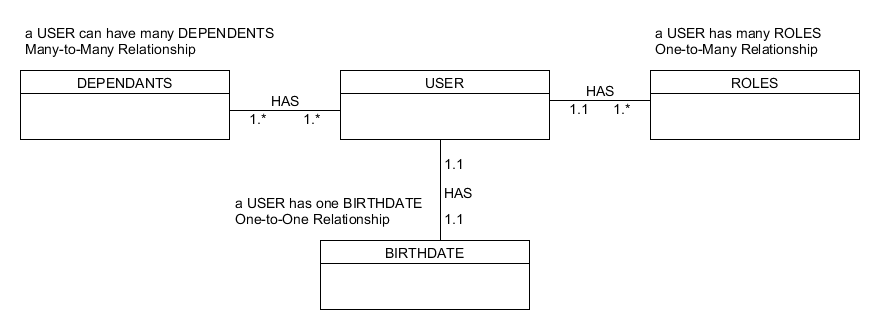 a USER can have many DEPENDENTS
Many-to-Many Relationship
a USER has many ROLES
One-to-Many Relationship
DEPENDANTS
USER
ROLES
HAS
1.*
1.*
HAS
1.1
1.*
1.1
HAS
1.1
a USER has one BIRTHDATE
One-to-One Relationship
BIRTHDATE